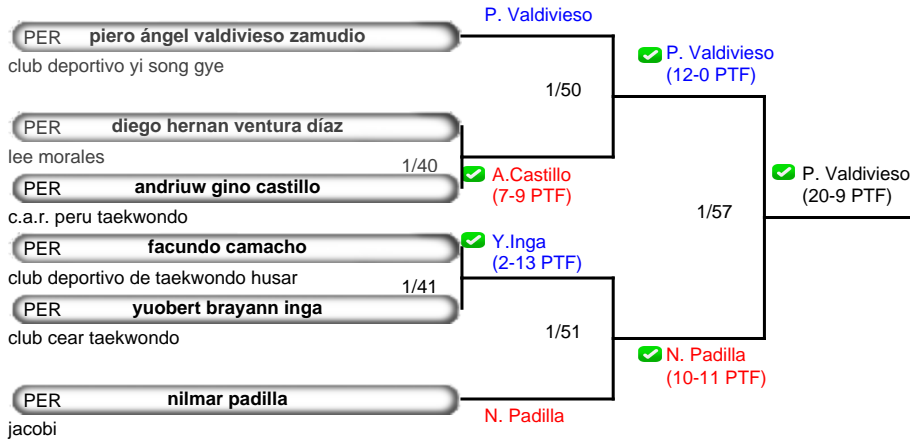 P. Valdivieso
PER piero ángel valdivieso zamudio
club deportivo yi song gye
P. Valdivieso
(12-0 PTF)
1/50
PER diego hernan ventura díaz
lee morales
1/40
A.Castillo
(7-9 PTF)
PER andriuw gino castillo
c.a.r. peru taekwondo
P. Valdivieso
(20-9 PTF)
1/57
PER facundo camacho
club deportivo de taekwondo husar
Y.Inga
(2-13 PTF)
1/41
PER yuobert brayann inga
club cear taekwondo
1/51
N. Padilla
(10-11 PTF)
PER nilmar padilla
jacobi
N. Padilla